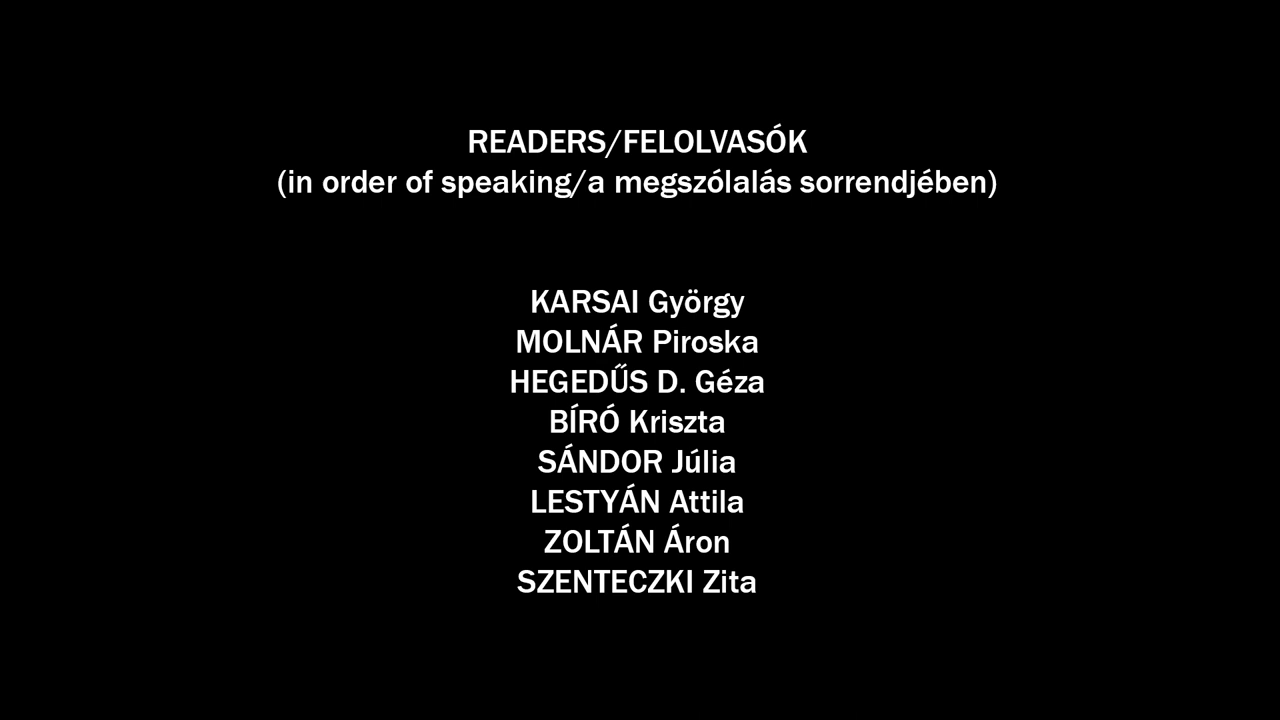 READERS/FELOLVASÓK
(in order of speaking/a megszólalás sorrendjében)
KARSAI György
MOLNÁR Piroska
HEGEDŰS D. Géza
BÍRÓ Kriszta
SÁNDOR Júlia
LESTYÁN Attila
ZOLTÁN Áron
SZENTECZKI Zita